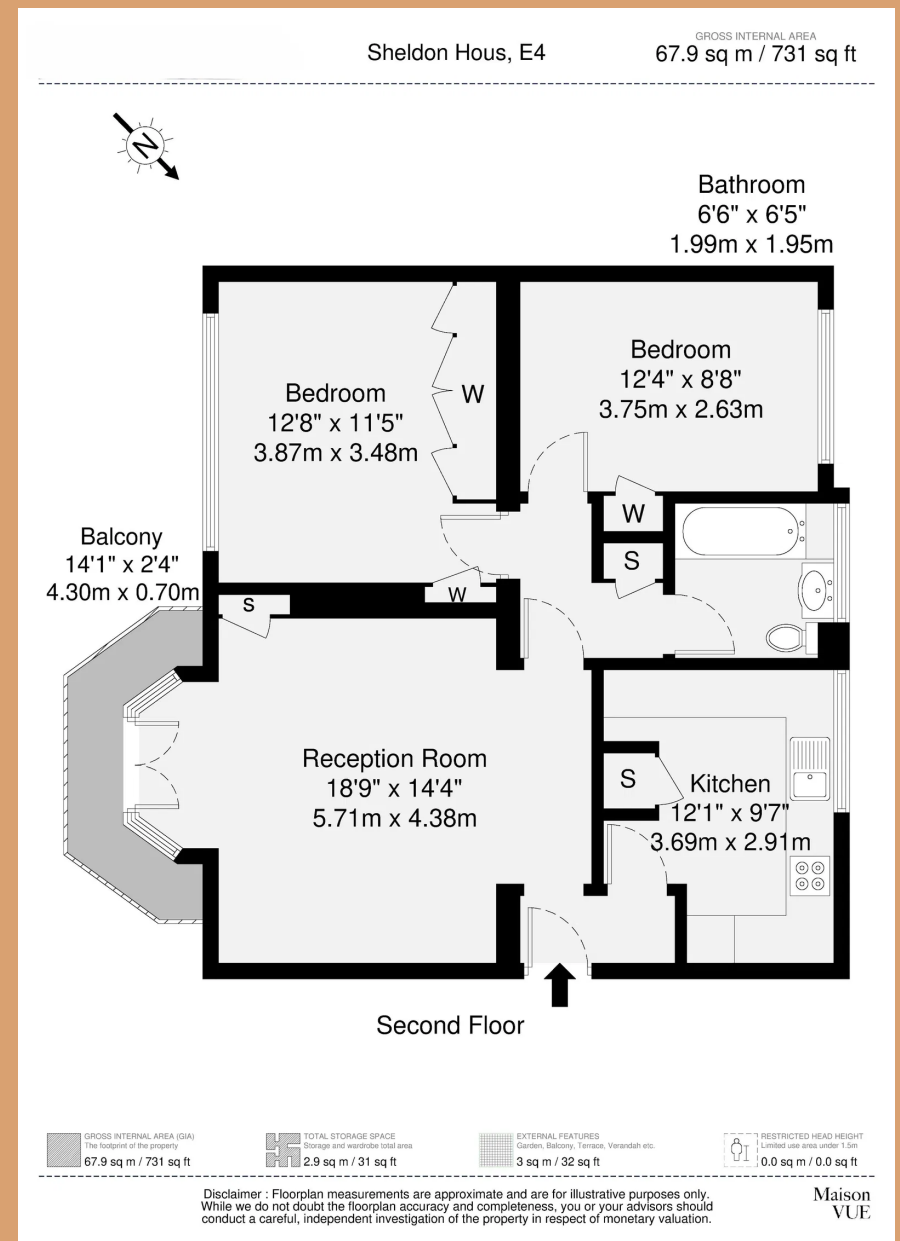 Sheldon Hous, E4
GROSS INTERNAL AREA
67.9 sq m / 731 sq ft
N
Bathroom
6'6" x 6'5"
1.99m x 1.95m
Bedroom
12'8" x 11'5"
3.87m x 3.48m
W
Bedroom
12'4" x 8'8"
3.75m x 2.63m
W
S
Balcony
14'1" x 2'4"
4.30m x 0.70m
S
W
Reception Room
18'9" x 14'4"
5.71m x 4.38m
S
Kitchen
12'1" x 9'7"
3.69m x 2.91m
Second Floor
GROSS INTERNAL AREA (GIA)
The footprint of the property
67.9 sq m / 731 sq ft
TOTAL STORAGE SPACE
Storage and wardrobe total area
2.9 sq m / 31 sq ft
EXTERNAL FEATURES
Garden, Balcony, Terrace, Verandah etc.
3 sq m / 32 sq ft
RESTRICTED HEAD HEIGHT
Limited use area under 1.5m
0.0 sq m / 0.0 sq ft
Disclaimer : Floorplan measurements are approximate and are for illustrative purposes only.
While we do not doubt the floorplan accuracy and completeness, you or your advisors should
conduct a careful, independent investigation of the property in respect of monetary valuation.
Maison
VUE